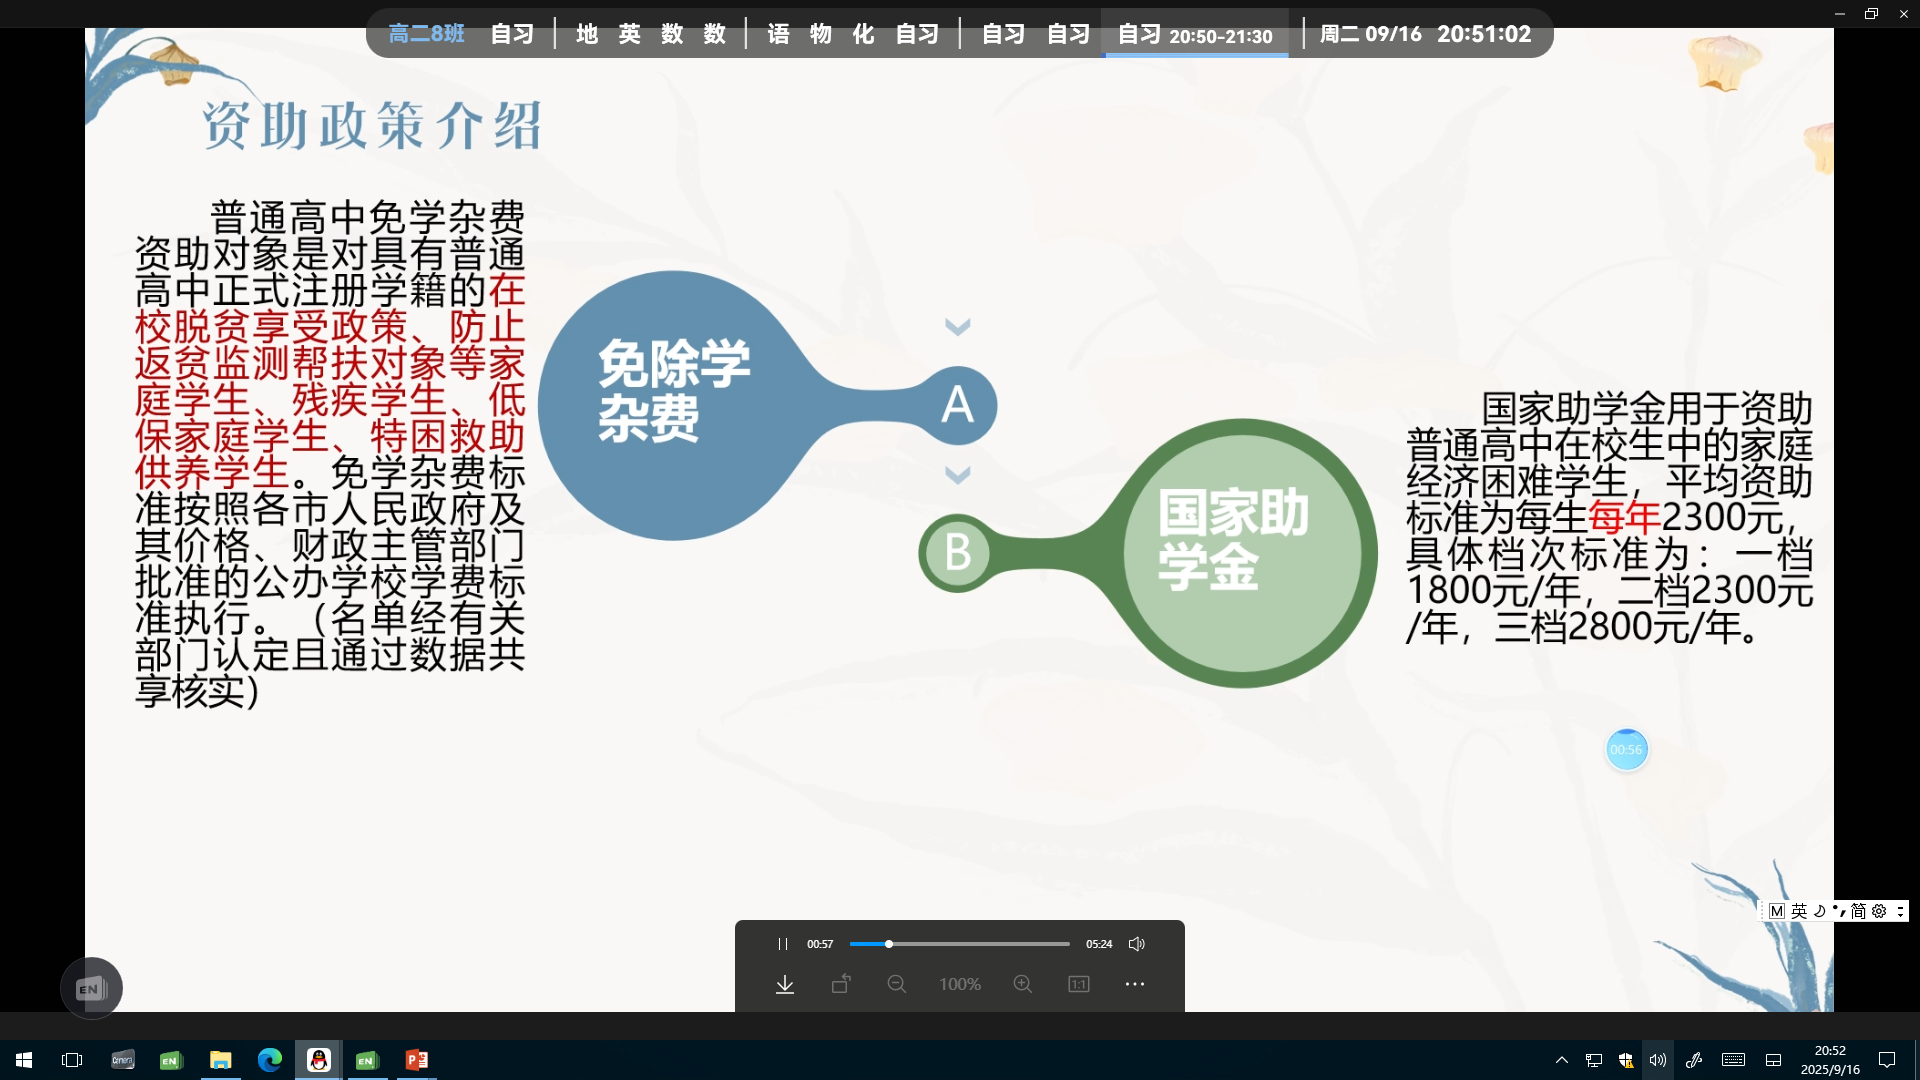 高二8班 自习 地 英 数 数 语 物 化 自习 自习 自习 自习 20:50-21:30 周二 09/16 20:51:02
资助政策介绍
普通高中免学杂费
资助对象是对具有普通
高中正式注册学籍的在
校脱贫享受政策、防止
返贫监测帮扶对象等家
庭学生、残疾学生、低
保家庭学生、特困救助
供养学生。免学杂费标
准按照各市人民政府及
其价格、财政主管部门
批准的公办学校学费标
准执行。（名单经有关
部门认定且通过数据共
享核实）
免除学
杂费
A
B
国家助
学金
国家助学金用于资助
普通高中在校生中的家庭
经济困难学生，平均资助
标准为每生每年2300元，
具体档次标准为：一档
1800元/年，二档2300元
/年，三档2800元/年。
00:56
M 英 简
00:57 05:24
100% 1:1
EN
EN EN
20:52
2025/9/16